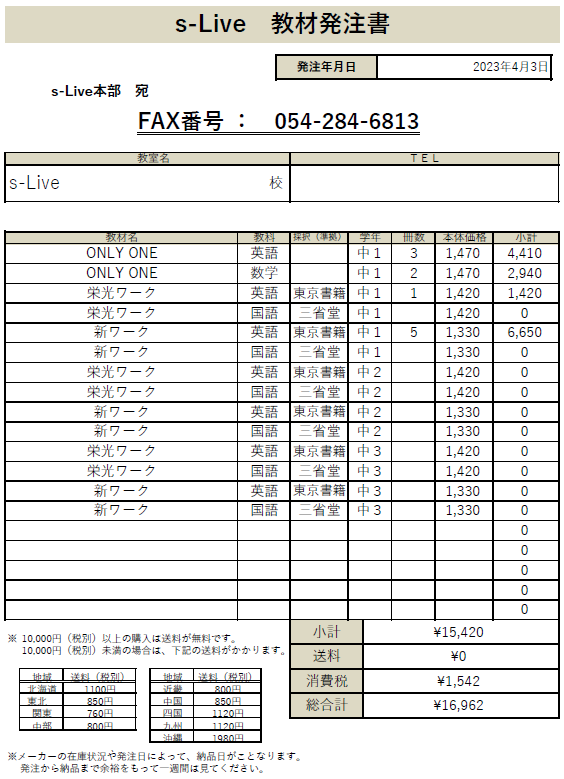 s-Live　教材発注書
発注年月日 2023年4月3日
s-Live本部　宛
FAX番号 ：　054-284-6813
教室名 ＴＥＬ
s-Live 校
教材名 教科 採択（準拠） 学年 冊数 本体価格 小計
ONLY ONE 英語 中１ 3 1,470 4,410
ONLY ONE 数学 中１ 2 1,470 2,940
栄光ワーク 英語 東京書籍 中１ 1 1,420 1,420
栄光ワーク 国語 三省堂 中１ 1,420 0
新ワーク 英語 東京書籍 中１ 5 1,330 6,650
新ワーク 国語 三省堂 中１ 1,330 0
栄光ワーク 英語 東京書籍 中２ 1,420 0
栄光ワーク 国語 三省堂 中２ 1,420 0
新ワーク 英語 東京書籍 中２ 1,330 0
新ワーク 国語 三省堂 中２ 1,330 0
栄光ワーク 英語 東京書籍 中３ 1,420 0
栄光ワーク 国語 三省堂 中３ 1,420 0
新ワーク 英語 東京書籍 中３ 1,330 0
新ワーク 国語 三省堂 中３ 1,330 0
0
0
0
0
0
小計 ¥15,420
送料 ¥0
消費税 ¥1,542
総合計 ¥16,962
※ 10,000円（税別）以上の購入は送料が無料です。
10,000円（税別）未満の場合は、下記の送料がかかります。
地域 送料（税別）
北海道 1100円
東北 850円
関東 760円
中部 800円
地域 送料（税別）
近畿 800円
中国 850円
四国 1120円
九州 1120円
沖縄 1980円
※メーカーの在庫状況や発注日によって、納品日がことなります。
発注から納品まで余裕をもって一週間は見てください。